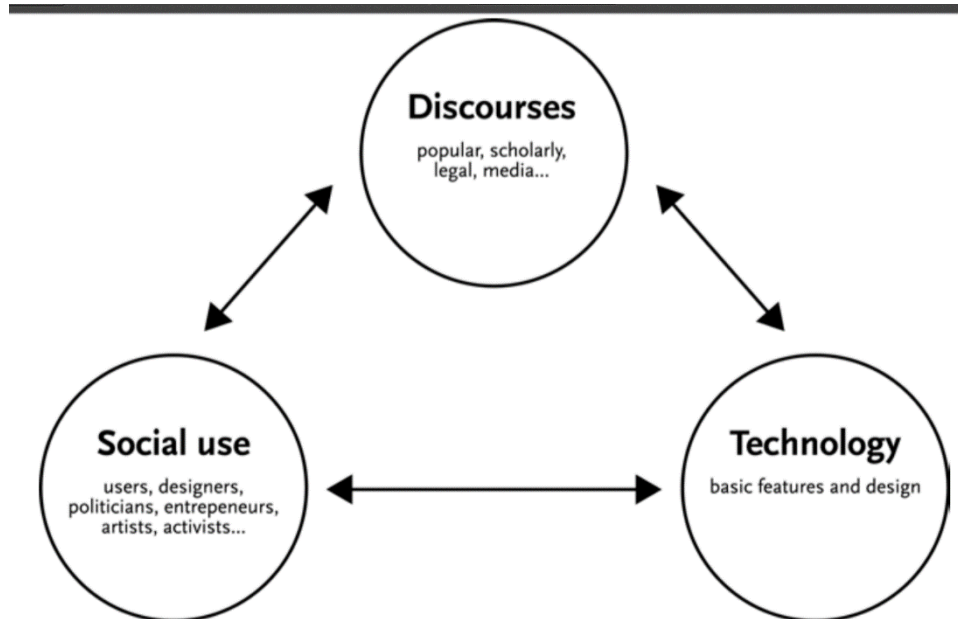 Discourses
popular, scholarly,
legal, media...
Social use
users, designers,
politicians, entrepeneurs,
artists, activists...
Technology
basic features and design